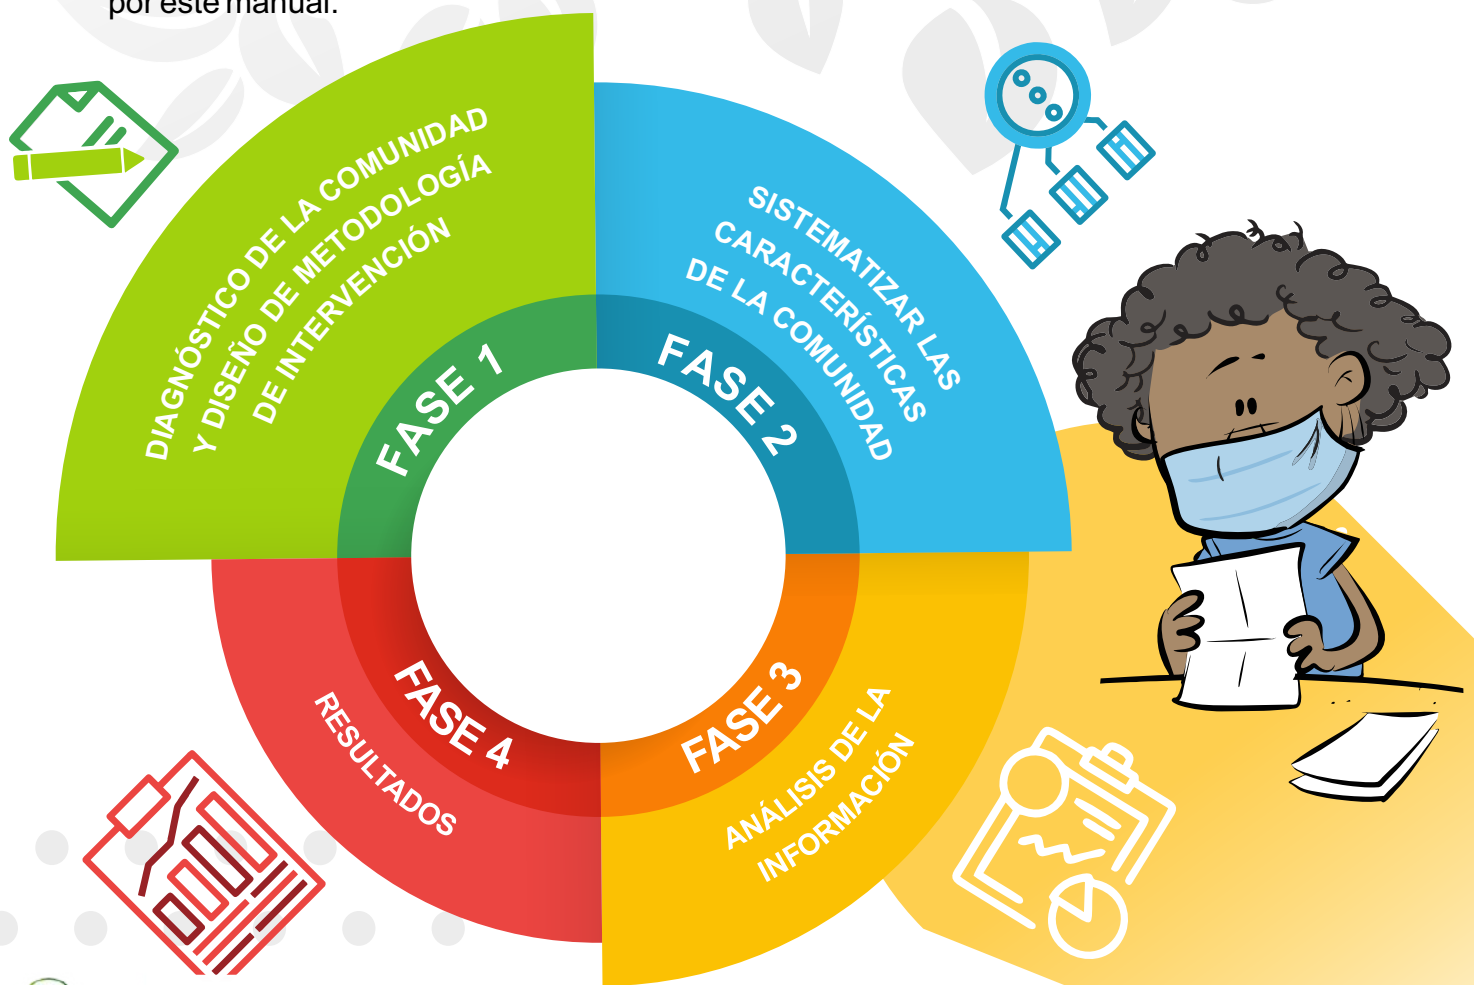 por este manual.
DIAGNÓSTICO DE LA COMUNIDAD
Y DISEÑO DE METODOLOGÍA
DE INTERVENCIÓN
FASE 1
SISTEMATIZAR LAS
CARACTERÍSTICAS
DE LA COMUNIDAD
FASE 2
FASE 3
ANÁLISIS DE LA
INFORMACIÓN
FASE 4
RESULTADOS